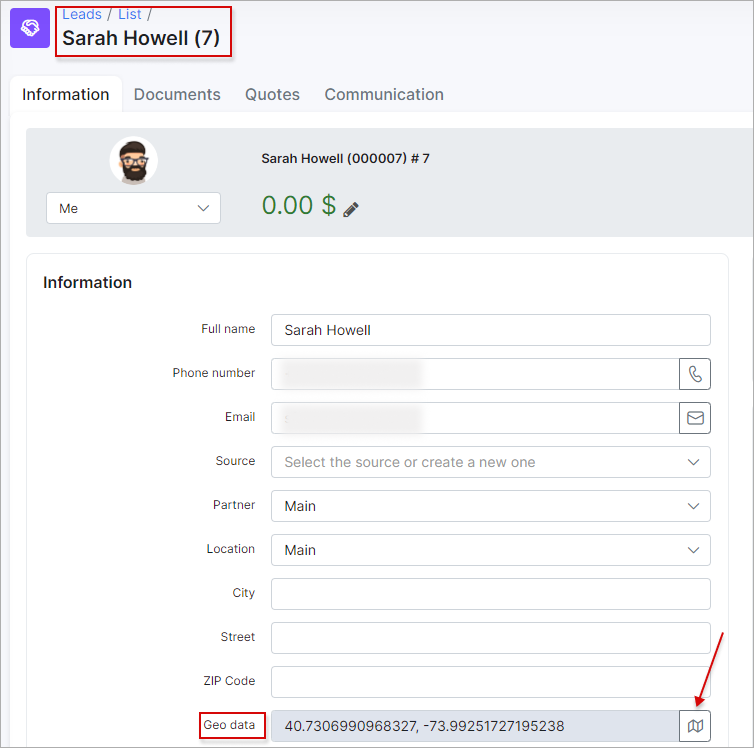 Leads / List /
Sarah Howell (7)
Information Documents Quotes Communication
Sarah Howell (000007) # 7
Me
0.00 $
Information
Full name Sarah Howell
Phone number
Email
Source Select the source or create a new one
Partner Main
Location Main
City
Street
ZIP Code
Geo data 40.7306990968327, -73.99251727195238